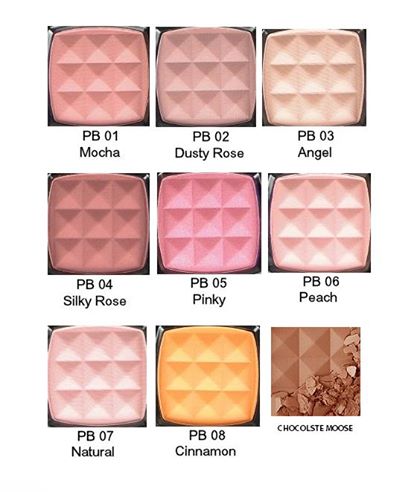 PB 01
Mocha
PB 02
Dusty Rose
PB 03
Angel
PB 04
Silky Rose
PB 05
Pinky
PB 06
Peach
PB 07
Natural
PB 08
Cinnamon
CHOCOLSTE MOOSE